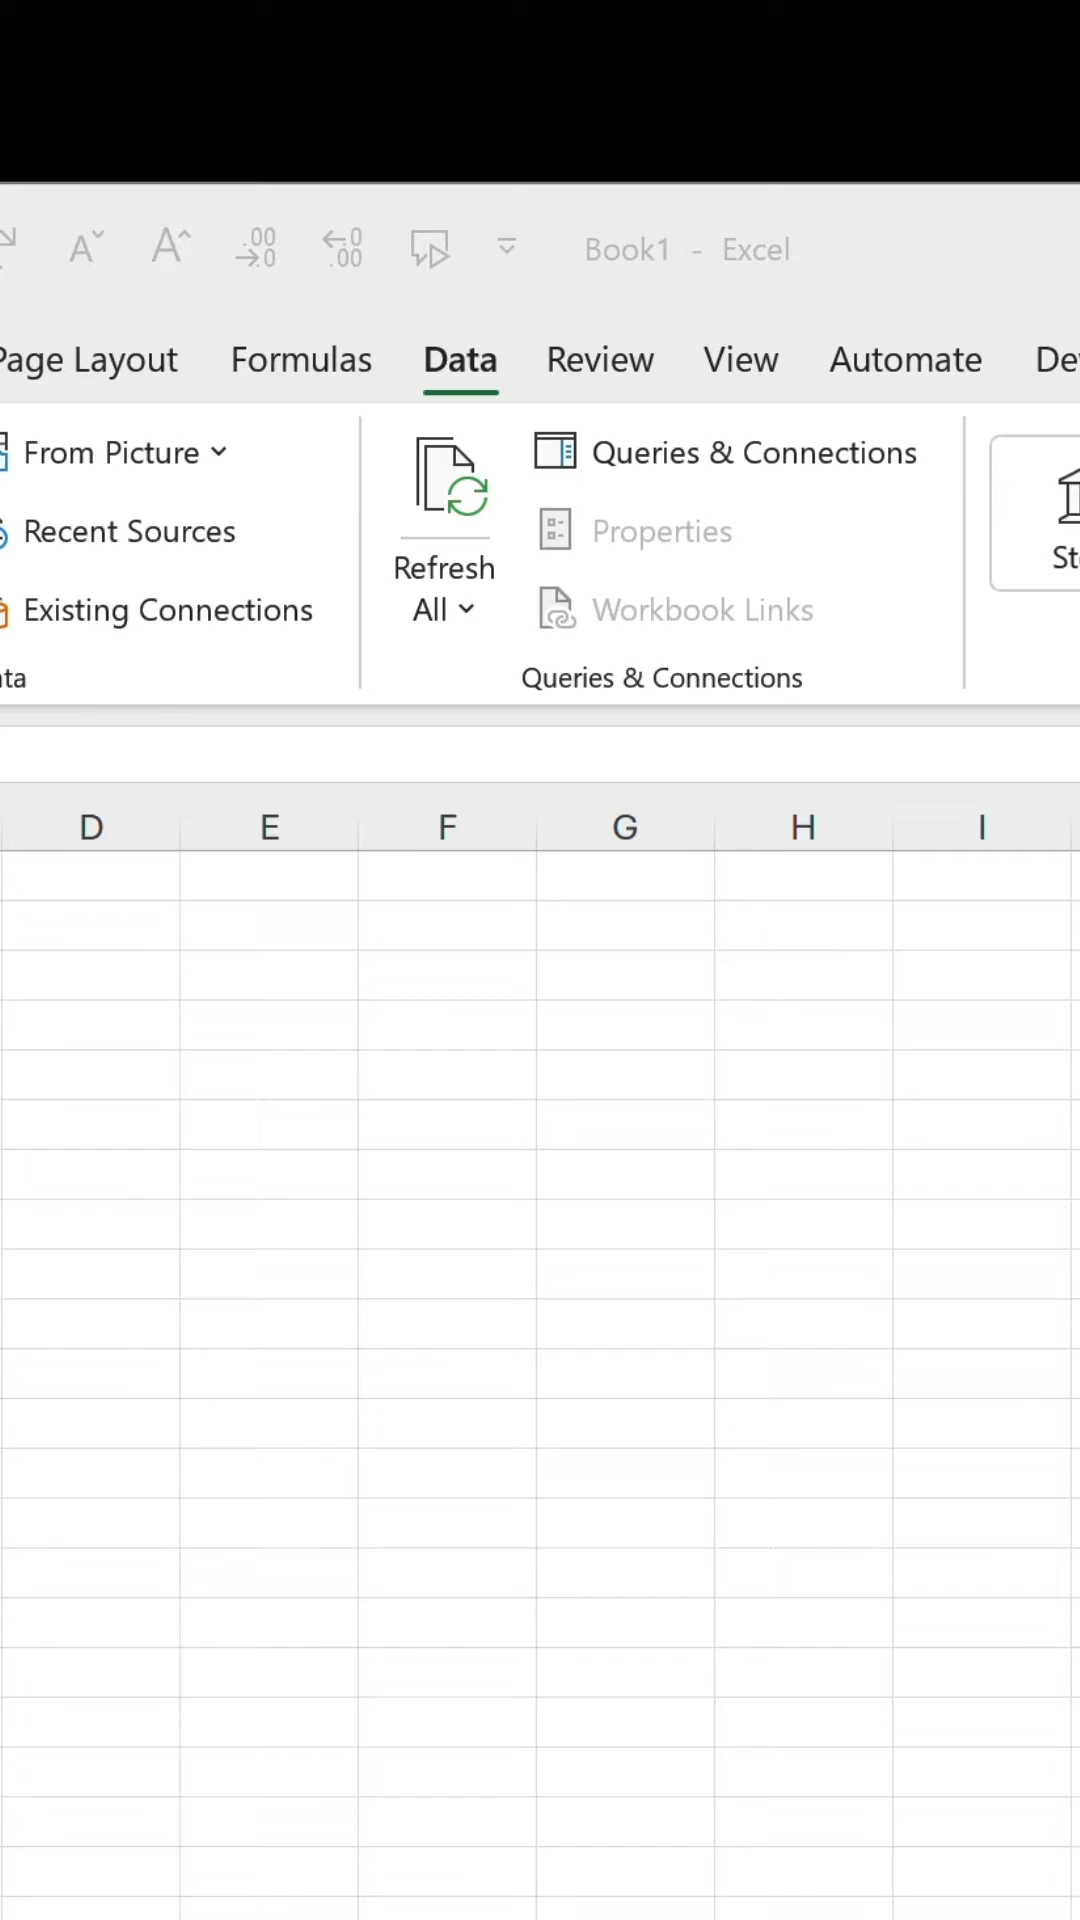 Book1 - Excel
Page Layout Formulas Data Review View Automate
From Picture
Recent Sources
Existing Connections
Refresh
All
Queries & Connections
Properties
Workbook Links
Queries & Connections
D E F G H I